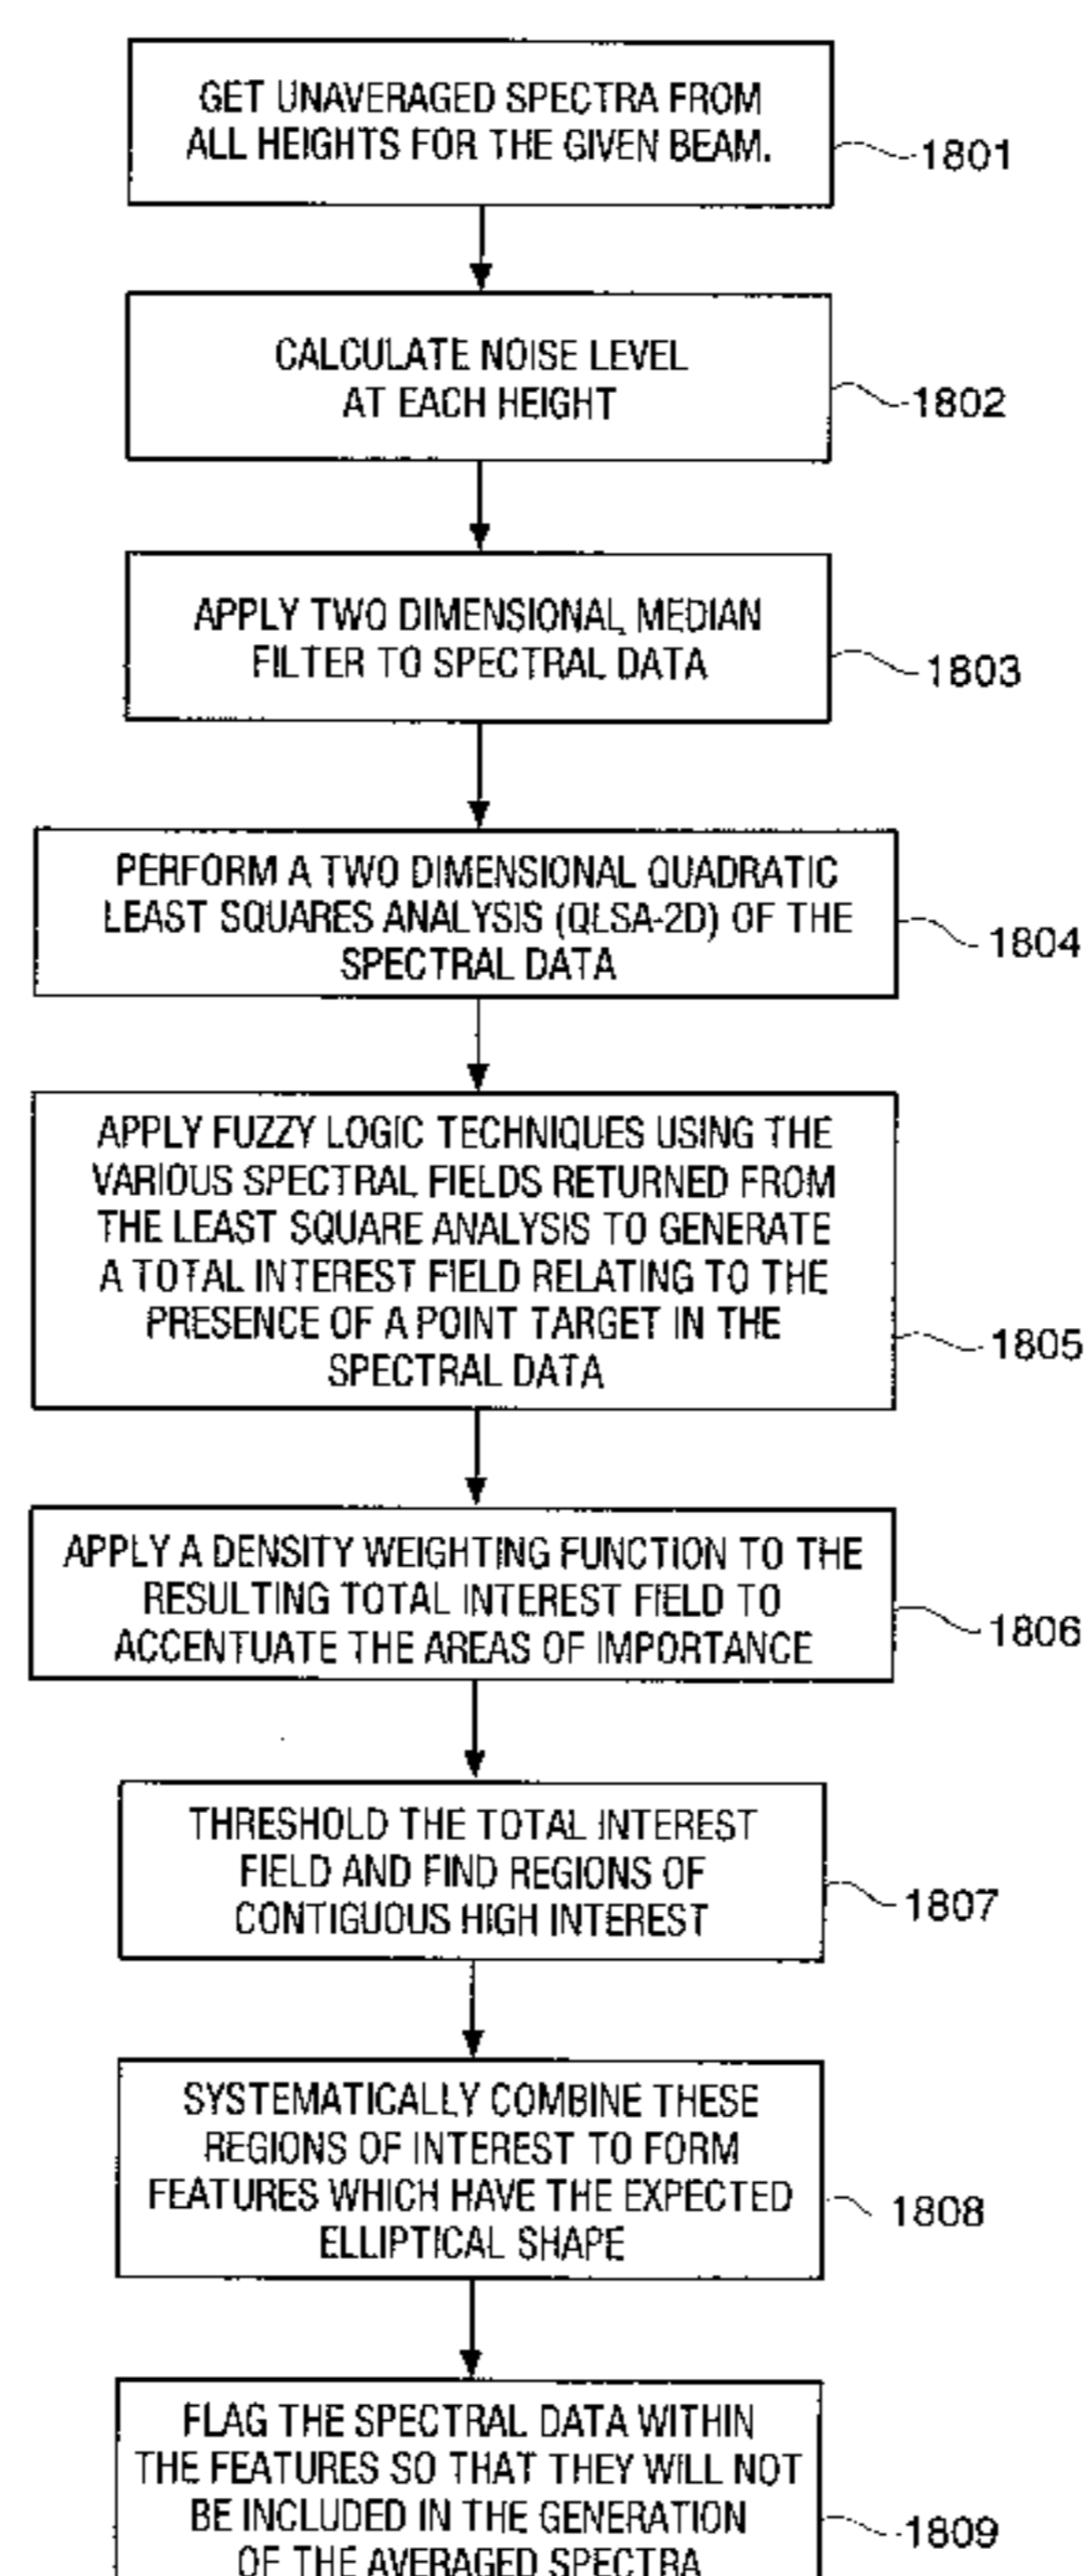 GET UNAVERAGED SPECTRA FROM
ALL HEIGHTS FOR THE GIVEN BEAM.
1801
CALCULATE NOISE LEVEL
AT EACH HEIGHT
1802
APPLY TWO DIMENSIONAL MEDIAN
FILTER TO SPECTRAL DATA
1803
PERFORM A TWO DIMENSIONAL QUADRATIC
LEAST SQUARES ANALYSIS (QLSA-2D) OF THE
SPECTRAL DATA
1804
APPLY FUZZY LOGIC TECHNIQUES USING THE
VARIOUS SPECTRAL FIELDS RETURNED FROM
THE LEAST SQUARE ANALYSIS TO GENERATE
A TOTAL INTEREST FIELD RELATING TO THE
PRESENCE OF A POINT TARGET IN THE
SPECTRAL DATA
1805
APPLY A DENSITY WEIGHTING FUNCTION TO THE
RESULTING TOTAL INTEREST FIELD TO
ACCENTUATE THE AREAS OF IMPORTANCE
1806
THRESHOLD THE TOTAL INTEREST
FIELD AND FIND REGIONS OF
CONTIGUOUS HIGH INTEREST
1807
SYSTEMATICALLY COMBINE THESE
REGIONS OF INTEREST TO FORM
FEATURES WHICH HAVE THE EXPECTED
ELLIPTICAL SHAPE
1808
FLAG THE SPECTRAL DATA WITHIN
THE FEATURES SO THAT THEY WILL NOT
BE INCLUDED IN THE GENERATION
OF THE AVERAGED SPECTRA
1809